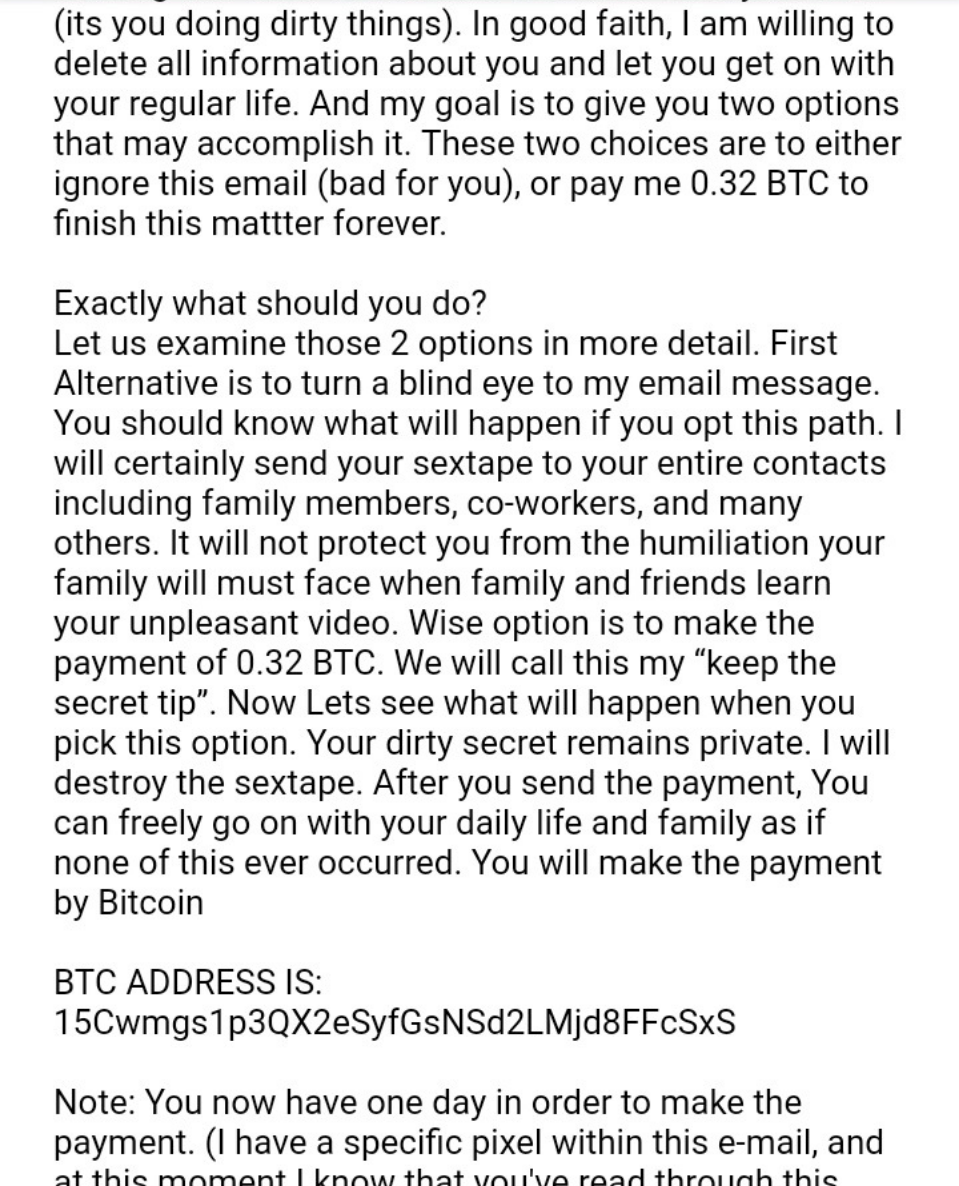 (its you doing dirty things). In good faith, I am willing to
delete all information about you and let you get on with
your regular life. And my goal is to give you two options
that may accomplish it. These two choices are to either
ignore this email (bad for you), or pay me 0.32 BTC to
finish this mattter forever.
Exactly what should you do?
Let us examine those 2 options in more detail. First
Alternative is to turn a blind eye to my email message.
You should know what will happen if you opt this path. I
will certainly send your sextape to your entire contacts
including family members, co-workers, and many
others. It will not protect you from the humiliation your
family will must face when family and friends learn
your unpleasant video. Wise option is to make the
payment of 0.32 BTC. We will call this my “keep the
secret tip”. Now Lets see what will happen when you
pick this option. Your dirty secret remains private. I will
destroy the sextape. After you send the payment, You
can freely go on with your daily life and family as if
none of this ever occurred. You will make the payment
by Bitcoin
BTC ADDRESS IS:
15Cwmgs1p3QX2eSyfGsNSd2LMjd8FFcSxS
Note: You now have one day in order to make the
payment. (I have a specific pixel within this e-mail, and
at this moment I know that you've read through this